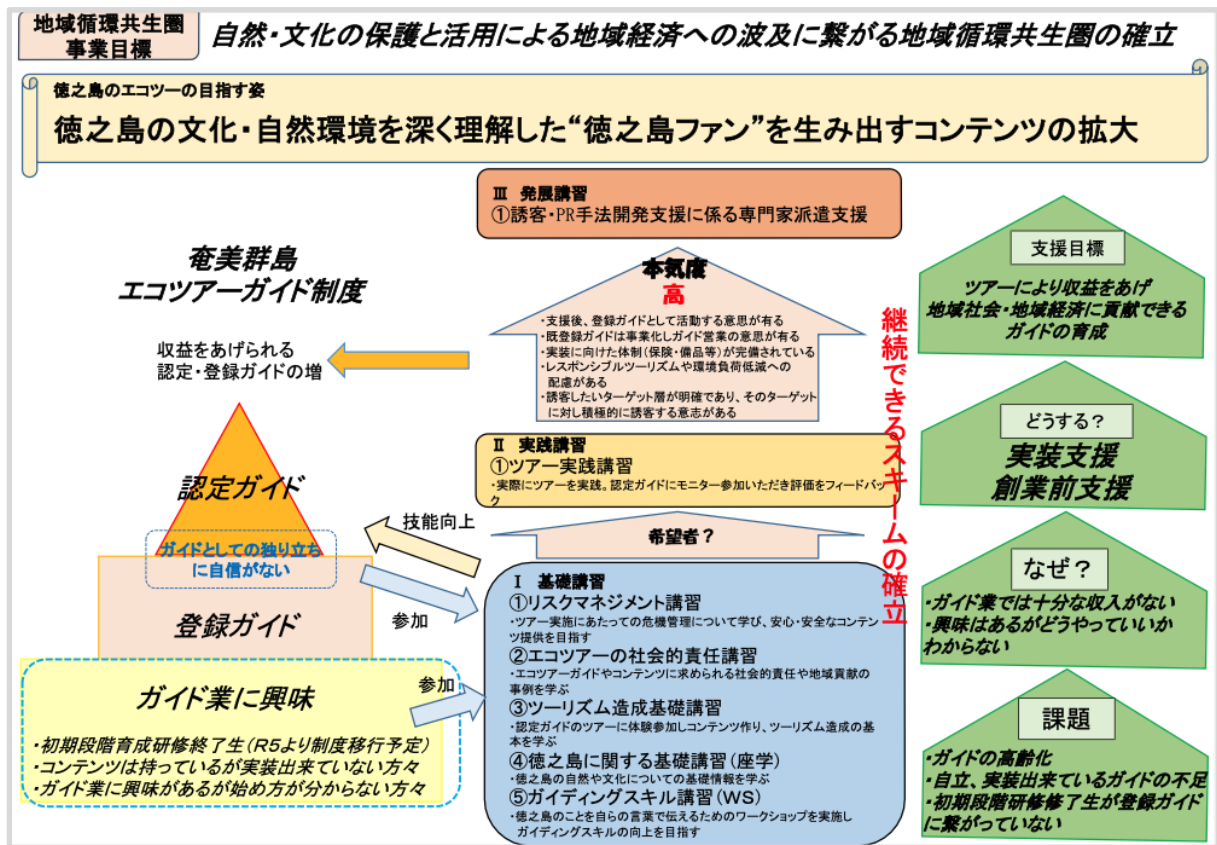 地域循環共生圏
事業目標
自然・文化の保護と活用による地域経済への波及に繋がる地域循環共生圏の確立
徳之島のエコツーの目指す姿
徳之島の文化・自然環境を深く理解した“徳之島ファン”を生み出すコンテンツの拡大
奄美群島
エコツアーガイド制度
収益をあげられる
認定・登録ガイドの増
認定ガイド
ガイドとしての独り立ち
に自信がない
登録ガイド
ガイド業に興味
・初期段階育成研修終了生（R5より制度移行予定）
・コンテンツは持っているが実装出来ていない方々
・ガイド業に興味があるが始め方が分からない方々
技能向上
参加
参加
Ⅲ 発展講習
①誘客・PR手法開発支援に係る専門家派遣支援
本気度
高
・支援後、登録ガイドとして活動する意思が有る
・既登録ガイドは事業化しガイド営業の意思が有る
・実装に向けた体制（保険・備品等）が完備されている
・レスポンシブルツーリズムや環境負荷低減への
配慮がある
・誘客したいターゲット層が明確であり、そのターゲット
に対し積極的に誘客する意志がある
Ⅱ 実践講習
①ツアー実践講習
・実際にツアーを実践。認定ガイドにモニター参加いただき評価をフィードバッ
ク
希望者？
Ⅰ 基礎講習
①リスクマネジメント講習
・ツアー実施にあたっての危機管理について学び、安心・安全なコンテン
ツ提供を目指す
②エコツアーの社会的責任講習
・エコツアーガイドやコンテンツに求められる社会的責任や地域貢献の
事例を学ぶ
③ツーリズム造成基礎講習
・認定ガイドのツアーに体験参加しコンテンツ作り、ツーリズム造成の基
本を学ぶ
④徳之島に関する基礎講習（座学）
・徳之島の自然や文化についての基礎情報を学ぶ
⑤ガイディングスキル講習（WS）
・徳之島のことを自らの言葉で伝えるためのワークショップを実施し
ガイディングスキルの向上を目指す
継続できるスキームの確立
支援目標
ツアーにより収益をあげ
地域社会・地域経済に貢献できる
ガイドの育成
どうする？
実装支援
創業前支援
なぜ？
・ガイド業では十分な収入がない
・興味はあるがどうやっていいか
わからない
課題
・ガイドの高齢化
・自立、実装出来ているガイドの不足
・初期段階研修修了生が登録ガイド
に繋がっていない